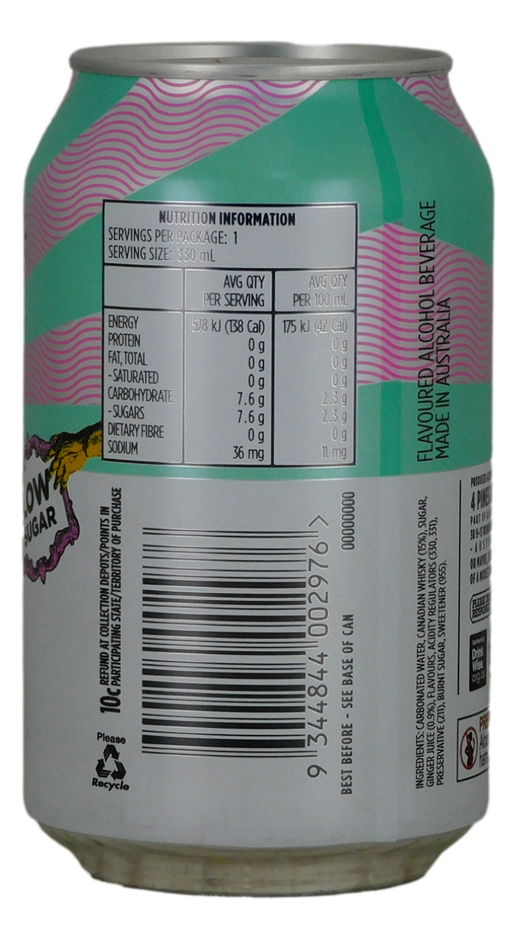 NUTRITION INFORMATION
SERVINGS PER PACKAGE: 1
SERVING SIZE: 330 mL
AVG QTY PER SERVING AVG QTY PER 100 mL
ENERGY 578 kJ (138 Cal) 175 kJ (42 Cal)
PROTEIN 0 g 0 g
FAT, TOTAL 0 g 0 g
- SATURATED 0 g 0 g
CARBOHYDRATE 7.6 g 2.3 g
- SUGARS 7.6 g 2.3 g
DIETARY FIBRE 0 g 0 g
SODIUM 36 mg 11 mg
FLAVOURED ALCOHOL BEVERAGE
MADE IN AUSTRALIA
LOW
SUGAR
10c REFUND AT COLLECTION DEPOTS/POINTS IN
PARTICIPATING STATE/TERRITORY OF PURCHASE
Please
Recycle
9 344844 002976 >
BEST BEFORE - SEE BASE OF CAN 00000000
INGREDIENTS: CARBONATED WATER, CANADIAN WHISKY (15%), SUGAR,
GINGER JUICE (0.9%), FLAVOURS, ACIDITY REGULATORS (330, 331),
PRESERVATIVE (211), BURNT SUGAR, SWEETENER (955).
4 PINES
Drink
Wise